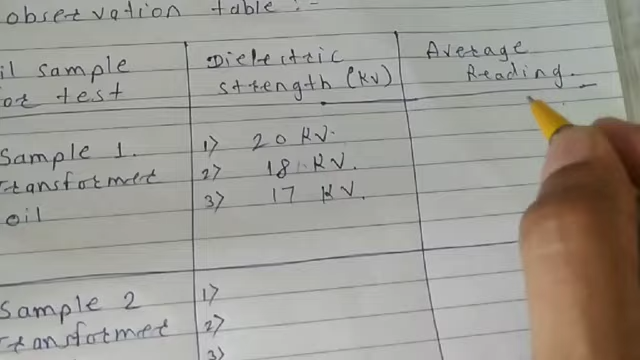 observation table :-
il sample
for test
Dielectric
strength (KV)
Average
Reading
Sample 1.
transformer
oil
1) 20 KV.
2) 18 KV.
3) 17 KV.
Sample 2
transformer
1)
2)
3)